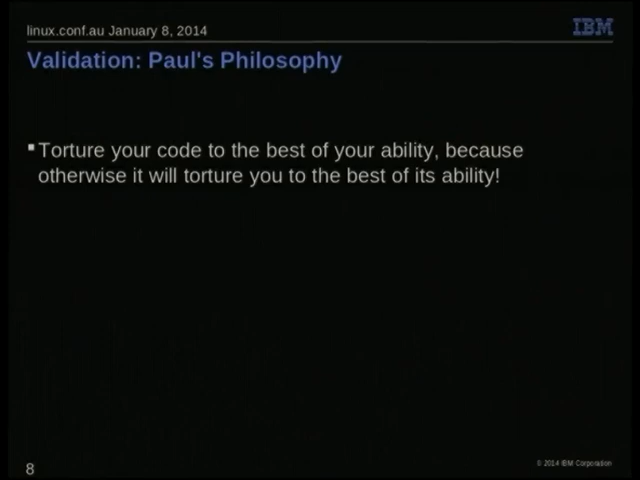 linux.conf.au January 8, 2014
IBM
Validation: Paul's Philosophy
Torture your code to the best of your ability, because
otherwise it will torture you to the best of its ability!
8
© 2014 IBM Corporation